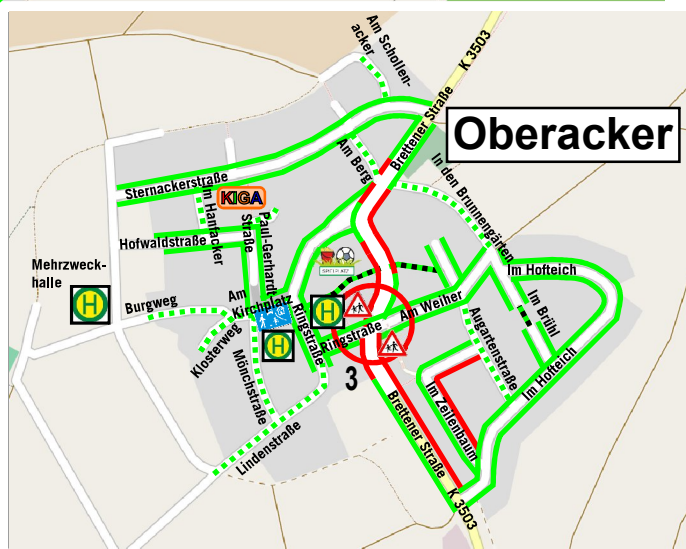 Am Schollen-
acker
K 3503
Oberacker
Brettener Straße
Am Berg
In den Brunnengärten
Sternackerstraße
Im Hanfacker
KIGA
Paul-Gerhardt
Straße
Hofwaldstraße
Mehrzweck-
halle
H
Burgweg
Am
Kirchplatz
Klosterweg
Mönchstraße
H
H
Ringstraße
Ringstraße
Am Weiher
Im Hofteich
Im Brühl
Augartenstraße
Im Hofteich
Im Zeilenbaum
3
Brettener Straße
Lindenstraße
K 3503